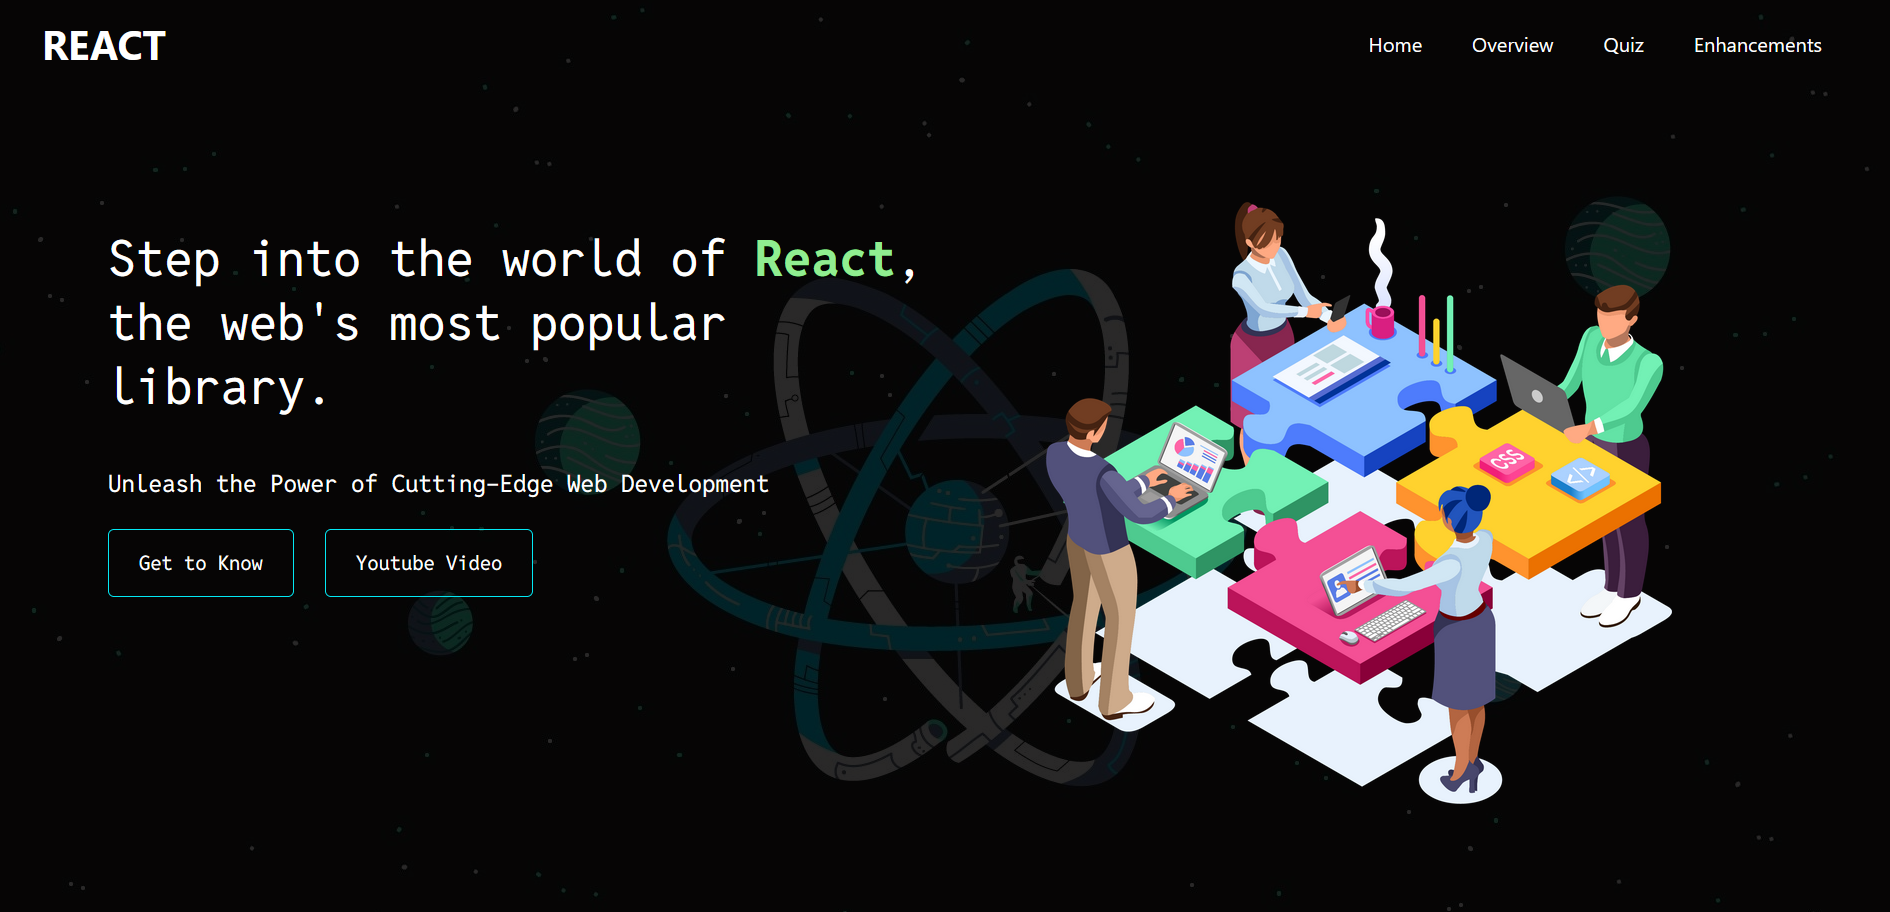 REACT
Home Overview Quiz Enhancements
Step into the world of React,
the web's most popular
library.
Unleash the Power of Cutting-Edge Web Development
Get to Know Youtube Video
CSS
</>